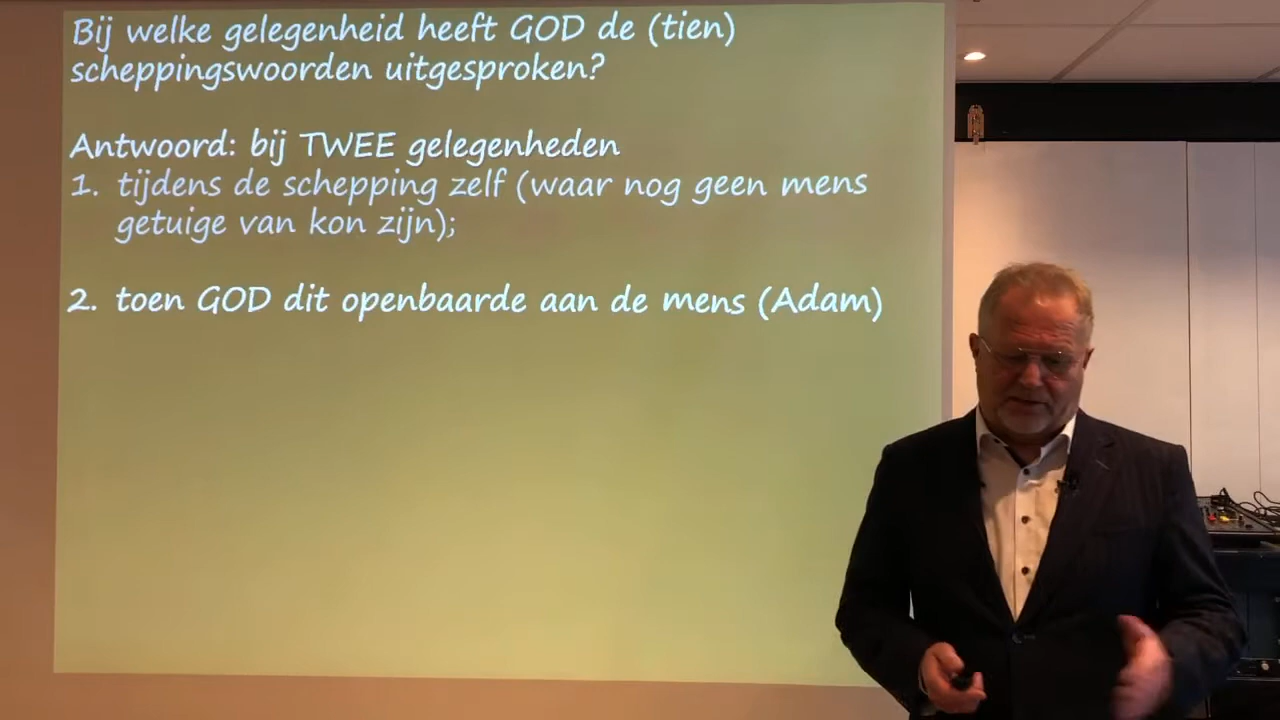 Bij welke gelegenheid heeft GOD de (tien)
scheppingswoorden uitgesproken?
Antwoord: bij TWEE gelegenheden
1. tijdens de schepping zelf (waar nog geen mens
getuige van kon zijn);
2. toen GOD dit openbaarde aan de mens (Adam)